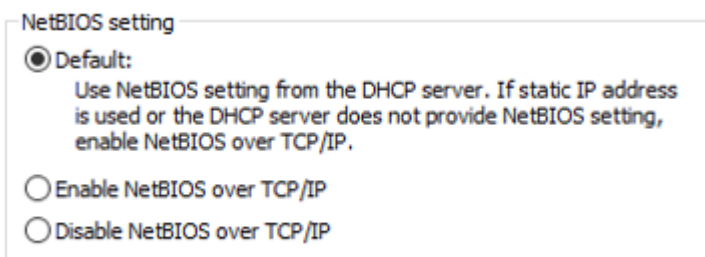 NetBIOS setting
Default:
Use NetBIOS setting from the DHCP server. If static IP address
is used or the DHCP server does not provide NetBIOS setting,
enable NetBIOS over TCP/IP.
Enable NetBIOS over TCP/IP
Disable NetBIOS over TCP/IP